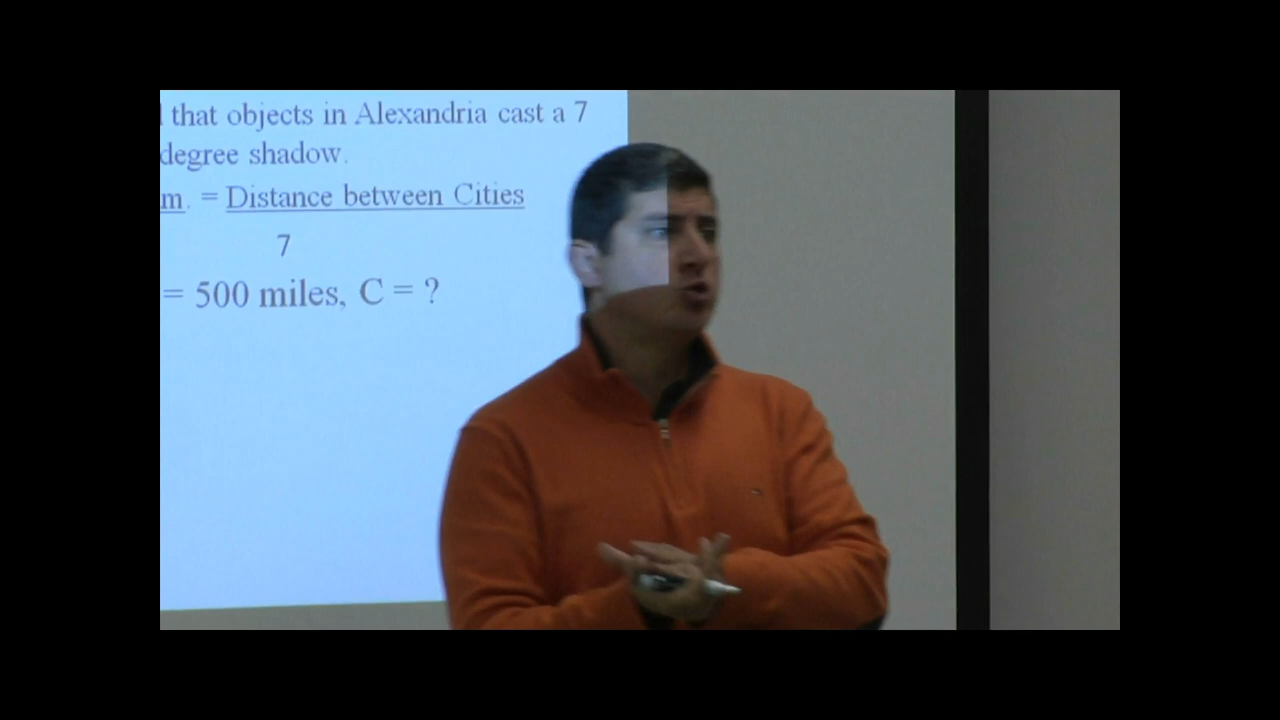 that objects in Alexandria cast a 7
degree shadow.
m. = Distance between Cities
7
= 500 miles, C = ?